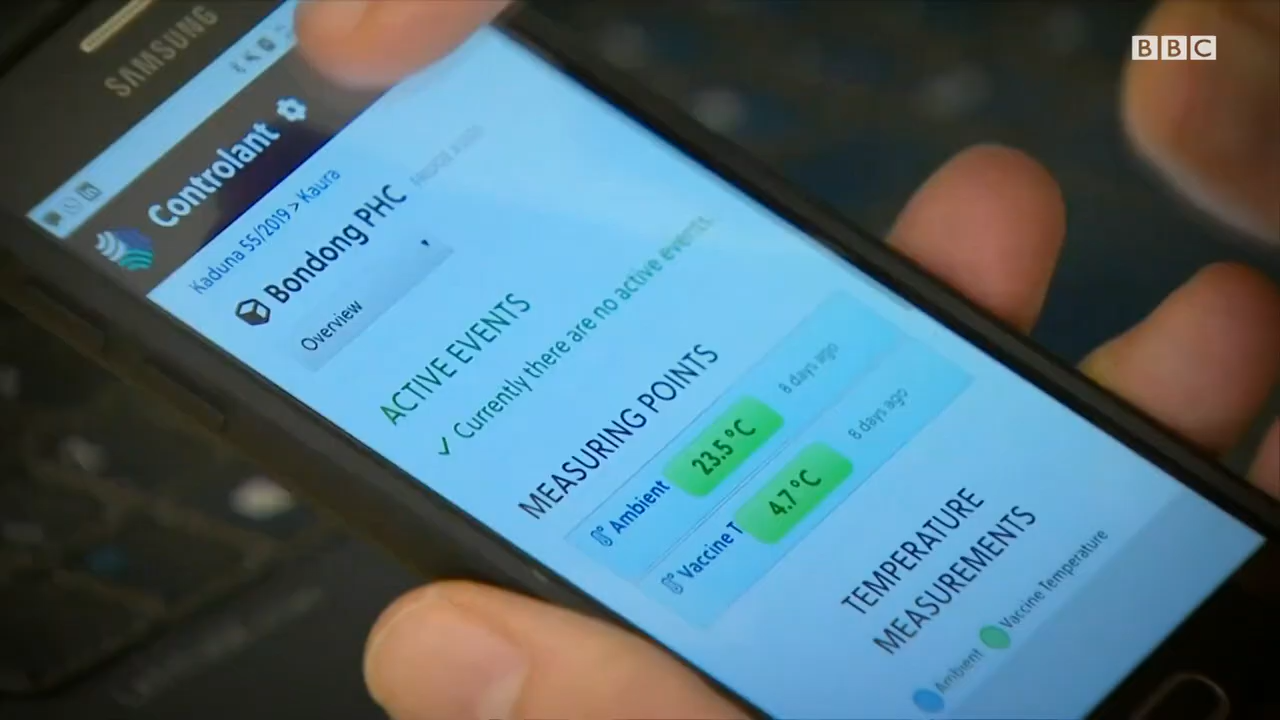 BBC
SAMSUNG
Controlant
Kaduna 55/2019 > Kaura
Bondong PHC
Overview
ACTIVE EVENTS
✓ Currently there are no active events.
MEASURING POINTS
Ambient 23.5 °C 8 days ago
Vaccine T 4.7 °C 8 days ago
TEMPERATURE
MEASUREMENTS
Ambient Vaccine Temperature